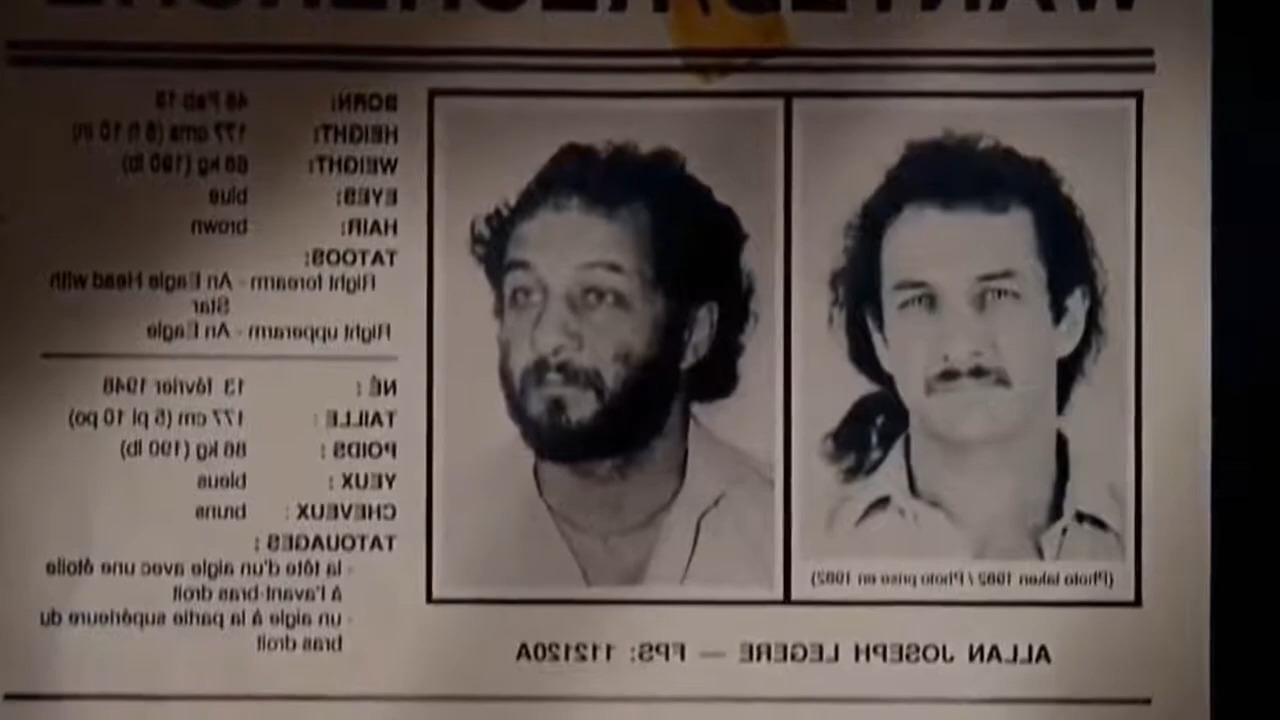 WANTED/RECHERCHÉ
BORN: 48 Feb 13
HEIGHT: 177 cms (5 ft 10 in)
WEIGHT: 86 kg (190 lb)
EYES: blue
HAIR: brown
TATOOS:
Right forearm - An Eagle Head with
Star
Right upperarm - An Eagle
NÉ : 13 février 1948
TAILLE : 177 cm (5 pi 10 po)
POIDS : 86 kg (190 lb)
YEUX : bleus
CHEVEUX : bruns
TATOUAGES :
- la tête d'un aigle avec une étoile
à l'avant-bras droit
- un aigle à la partie supérieure du
bras droit
(Photo taken 1982 / Photo prise en 1982)
ALLAN JOSEPH LEGERE — FPS: 112120A